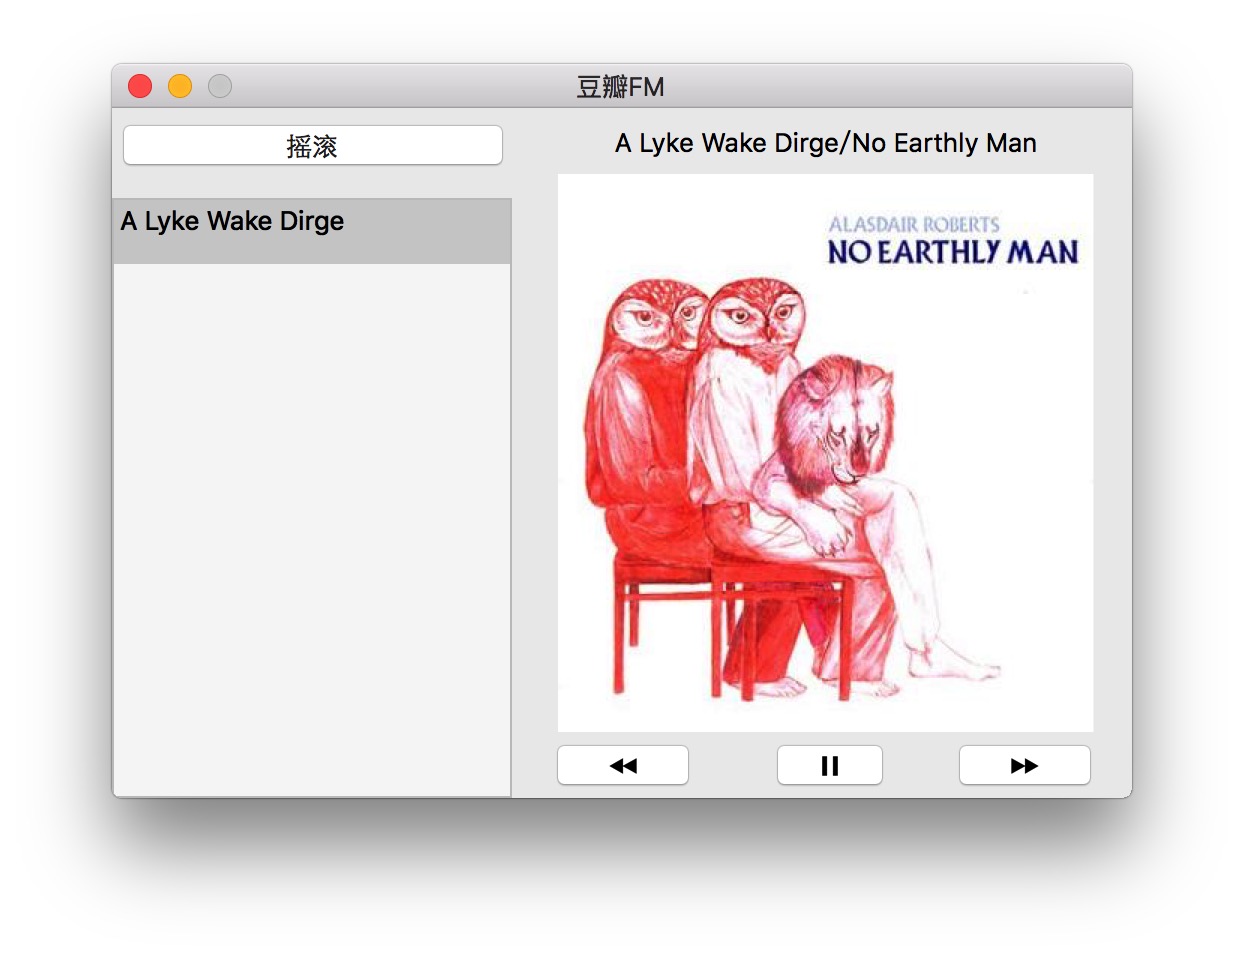 豆瓣FM
摇滚
A Lyke Wake Dirge
A Lyke Wake Dirge/No Earthly Man
ALASDAIR ROBERTS
NO EARTHLY MAN